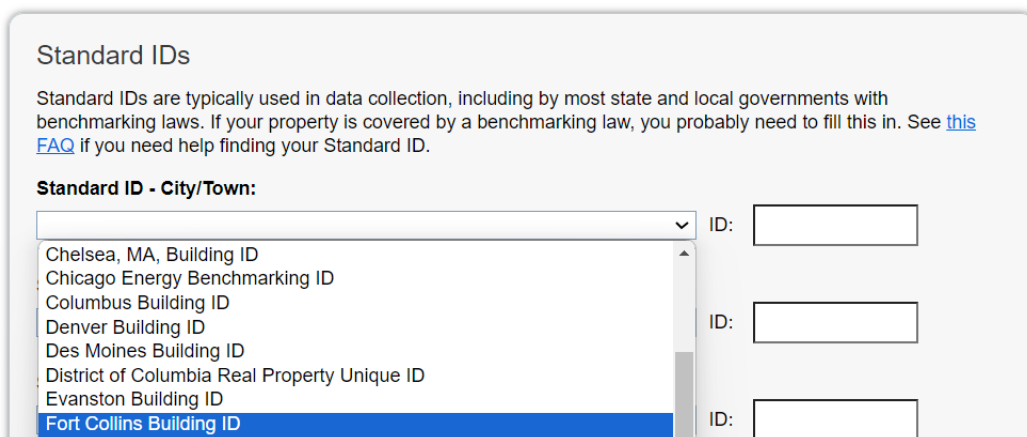 Standard IDs
Standard IDs are typically used in data collection, including by most state and local governments with
benchmarking laws. If your property is covered by a benchmarking law, you probably need to fill this in. See this
FAQ if you need help finding your Standard ID.
Standard ID - City/Town:
ID:
Chelsea, MA, Building ID
Chicago Energy Benchmarking ID
Columbus Building ID
Denver Building ID
ID:
Des Moines Building ID
District of Columbia Real Property Unique ID
Evanston Building ID
Fort Collins Building ID
ID: